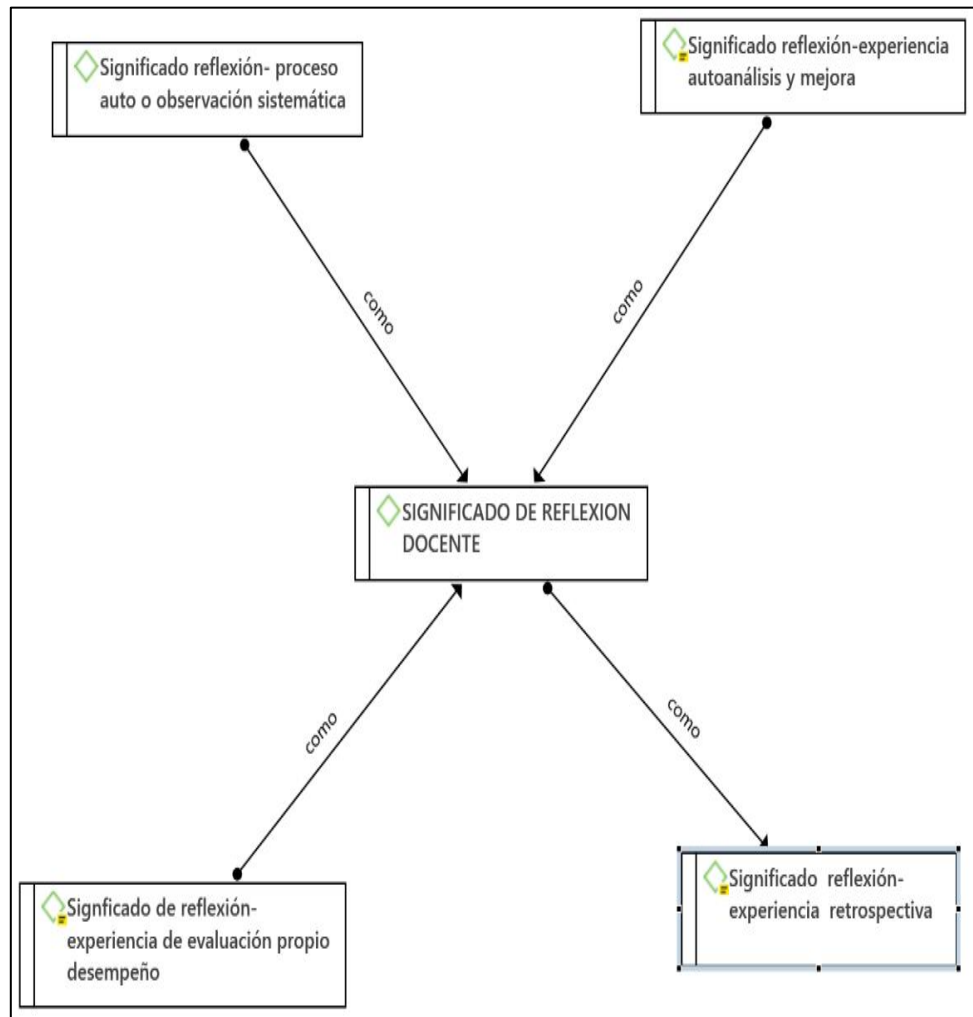 Significado reflexión- proceso
auto o observación sistemática
Significado reflexión-experiencia
autoanálisis y mejora
como
como
SIGNIFICADO DE REFLEXION
DOCENTE
como
como
Signficado de reflexión-
experiencia de evaluación propio
desempeño
Significado reflexión-
experiencia retrospectiva